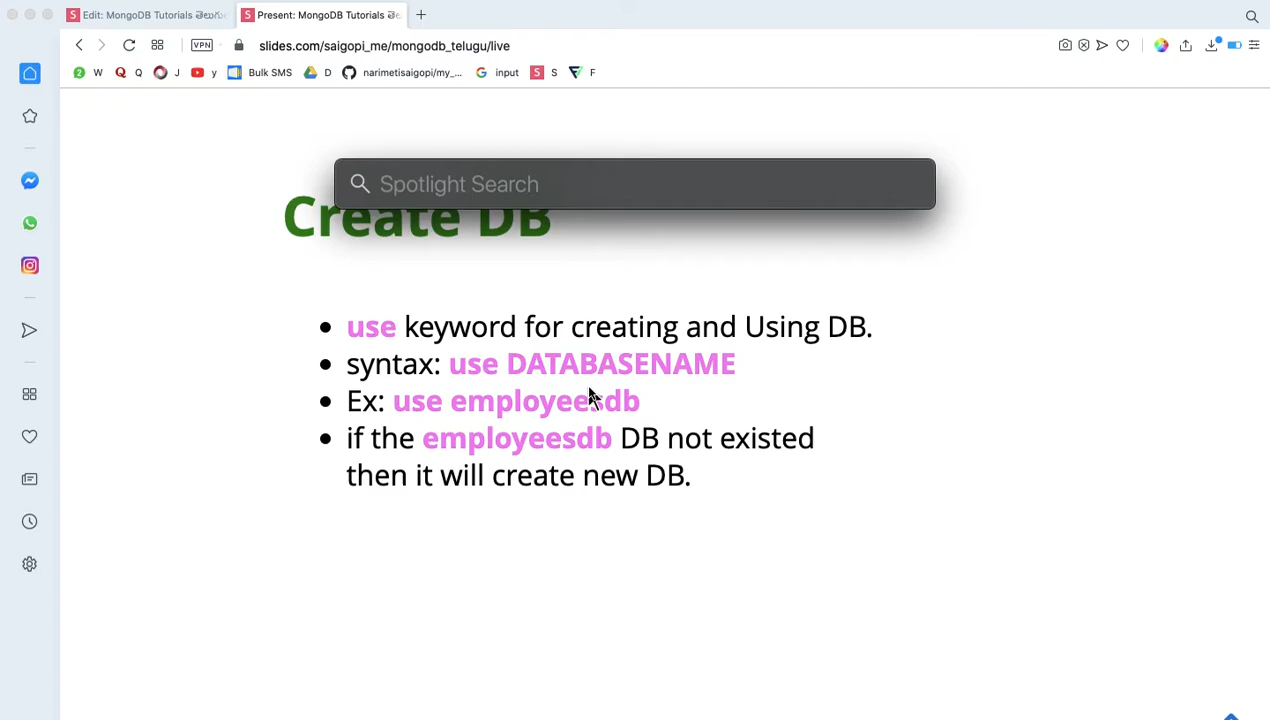 Edit: MongoDB Tutorials
Present: MongoDB Tutorials
VPN
slides.com/saigopi_me/mongodb_telugu/live
W
Q
J
y
Bulk SMS
D
narimetisaigopi/my_...
input
S
F
Spotlight Search
Create DB
use keyword for creating and Using DB.
syntax: use DATABASENAME
Ex: use employeesdb
if the employeesdb DB not existed
then it will create new DB.